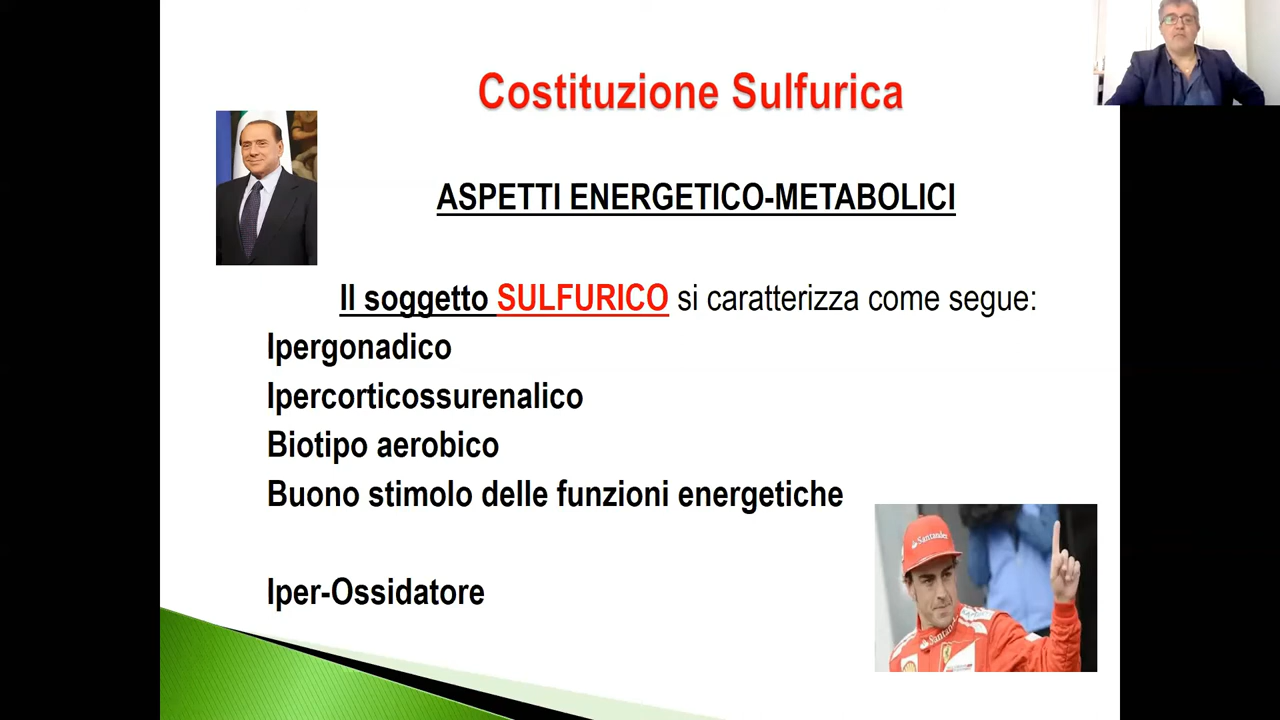 Costituzione Sulfurica
ASPETTI ENERGETICO-METABOLICI
Il soggetto SULFURICO si caratterizza come segue:
Ipergonadico
Ipercorticossurenalico
Biotipo aerobico
Buono stimolo delle funzioni energetiche
Iper-Ossidatore
Santander
Santander